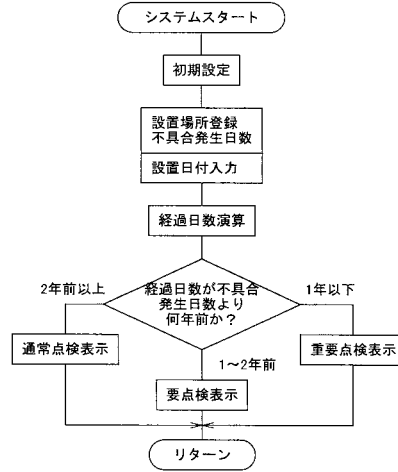 システムスタート
初期設定
設置場所登録
不具合発生日数
設置日付入力
経過日数演算
経過日数が不具合
発生日数より
何年前か？
2年前以上
1年以下
通常点検表示
1～2年前
重要点検表示
要点検表示
リターン